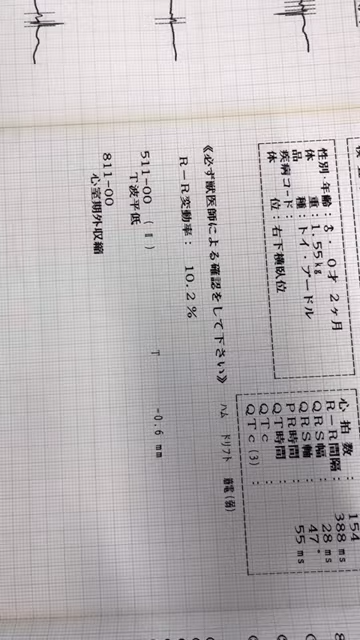 性別・年齢：♂. 0才 2ヶ月
体　　　重：1.55kg
品　　　種：トイ・プードル
疾病コード：
体　　　位：右下横臥位
心 拍 数 ： 154
R－R間隔： 388 ms
QRS幅： 28 ms
QRS軸： 47 °
PR時間： 55 ms
QT時間：
QTc ：
QTc(3) ：
《必ず獣医師による確認をして下さい》
ハム ドリフト 筋電(弱)
R－R変動率： 10.2%
511-00 (Ⅱ) T -0.6 mm
T波平低
811-00
心室期外収縮